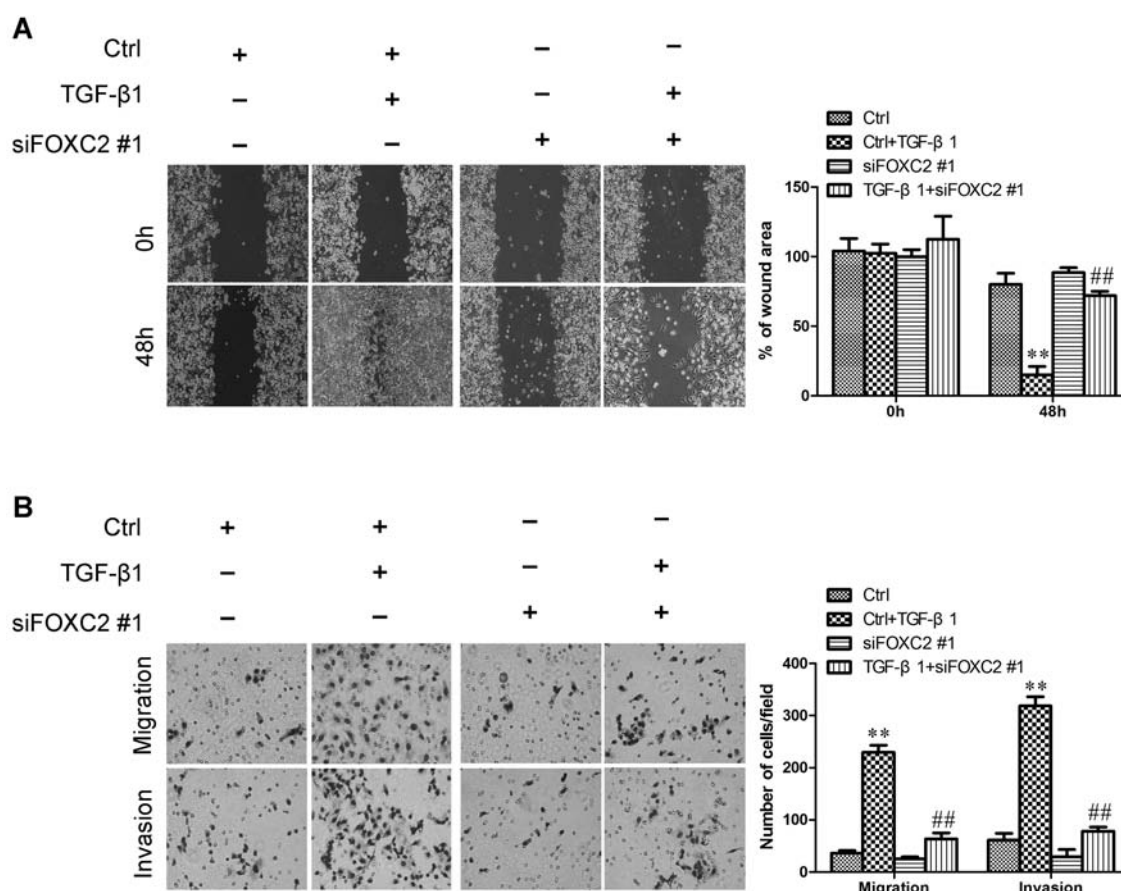 A
Ctrl + + – –
TGF-β1 – + – +
siFOXC2 #1 – – + +
0h
48h
Ctrl
Ctrl+TGF-β 1
siFOXC2 #1
TGF-β 1+siFOXC2 #1
% of wound area
150
100
50
0
**
##
0h 48h
B
Ctrl + + – –
TGF-β1 – + – +
siFOXC2 #1 – – + +
Migration
Invasion
Ctrl
Ctrl+TGF-β 1
siFOXC2 #1
TGF-β 1+siFOXC2 #1
Number of cells/field
400
300
200
100
0
**
##
**
##
Migration Invasion